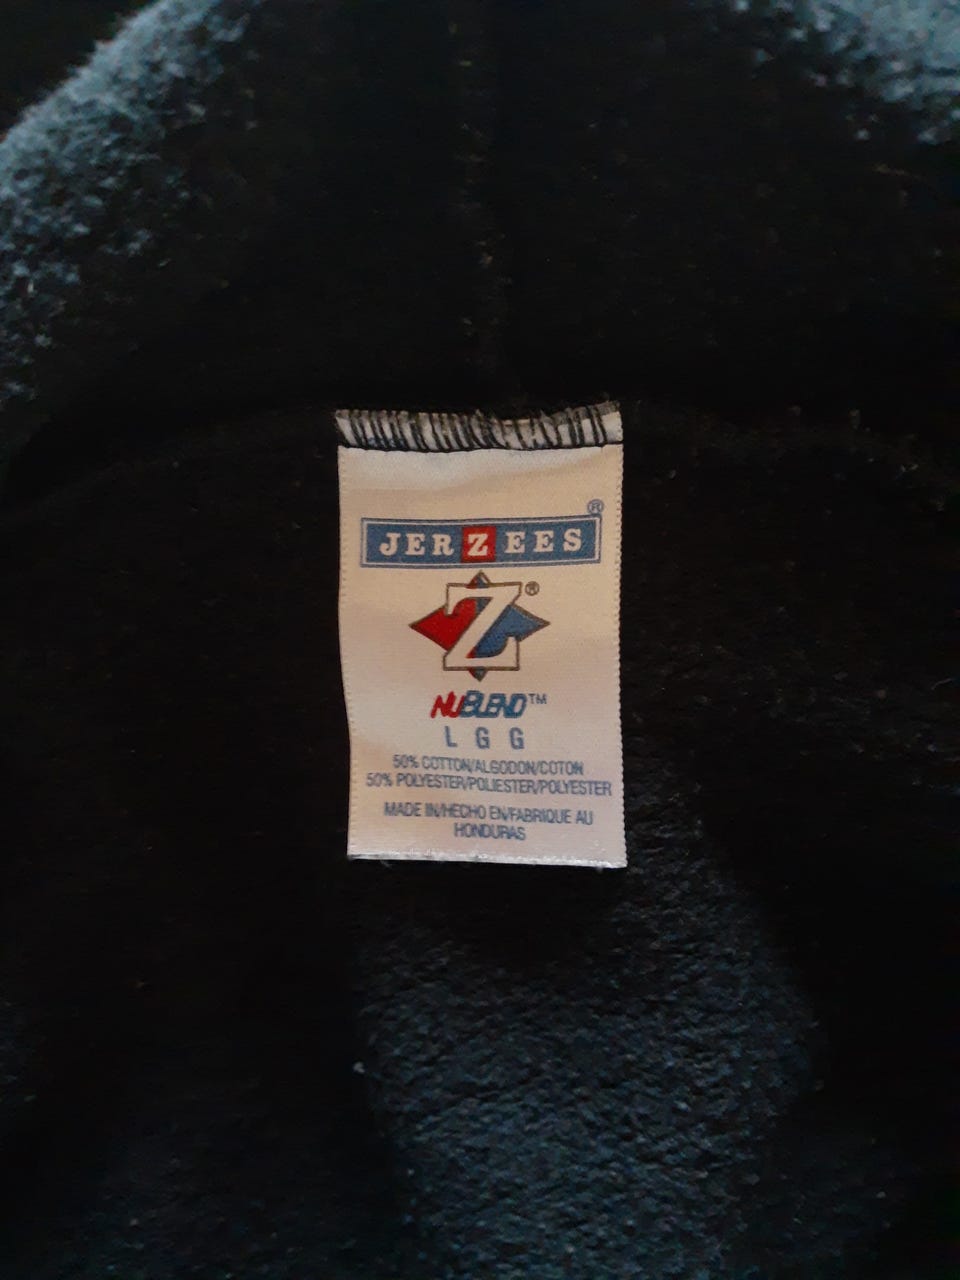 ®
JERZEES
Z®
NUBLEND™
L G G
50% COTTON/ALGODON/COTON
50% POLYESTER/POLIESTER/POLYESTER
MADE IN/HECHO EN/FABRIQUE AU
HONDURAS